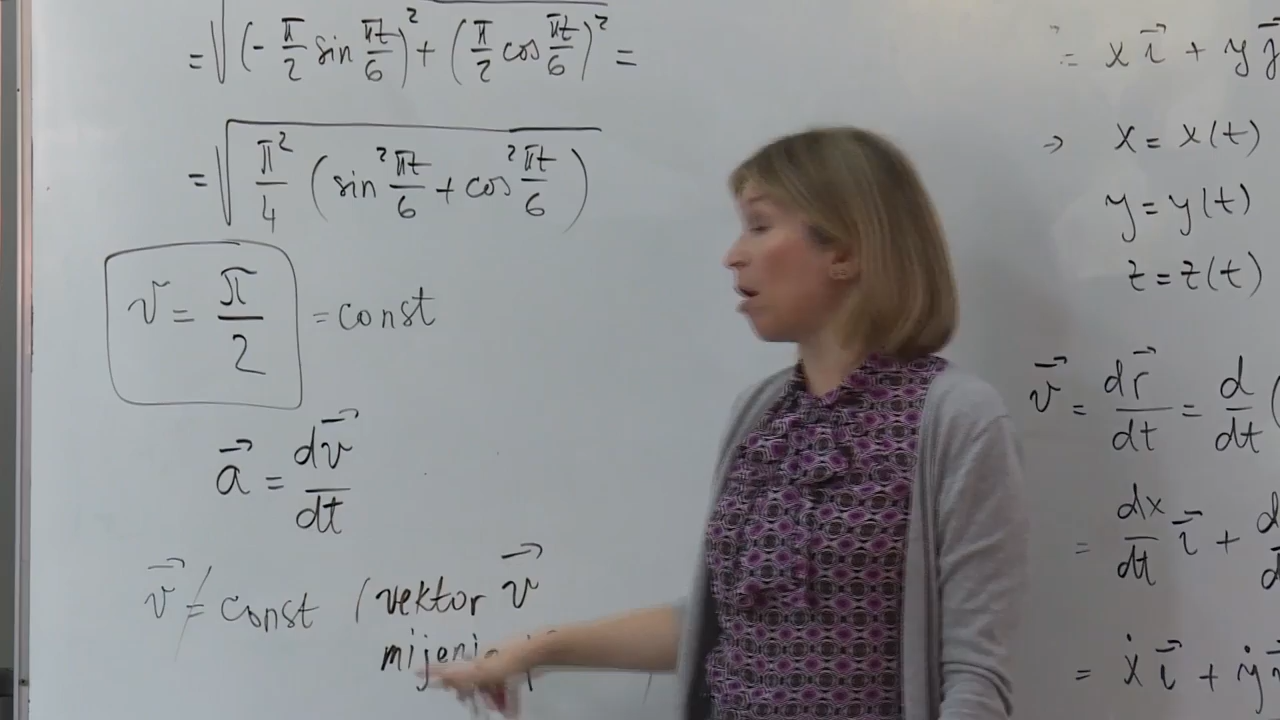 = √((- π/2 sin πt/6)² + (π/2 cos πt/6)²) =
= √(π²/4 (sin² πt/6 + cos² πt/6))
v = π/2 = const
a⃗ = dv⃗/dt
v⃗ ≠ const (vektor v⃗
= x i⃗ + y j⃗
→ x = x(t)
y = y(t)
z = z(t)
v⃗ = dr⃗/dt = d/dt (
= dx/dt i⃗ +
= ẋ i⃗ + ẏ